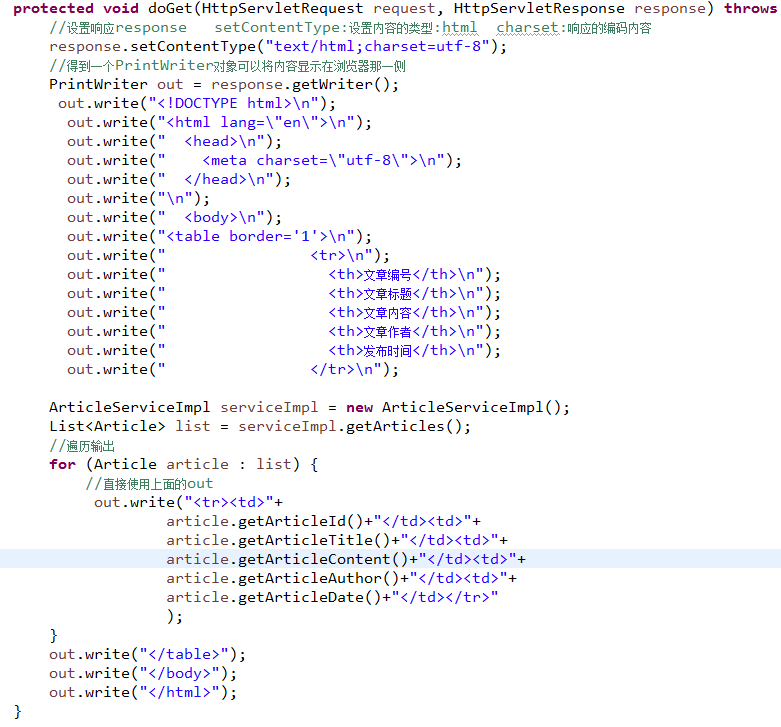 protected void doGet(HttpServletRequest request, HttpServletResponse response) throws
//设置响应response   setContentType:设置内容的类型:html  charset:响应的编码内容
response.setContentType("text/html;charset=utf-8");
//得到一个PrintWriter对象可以将内容显示在浏览器那一侧
PrintWriter out = response.getWriter();
out.write("<!DOCTYPE html>\n");
out.write("<html lang=\"en\">\n");
out.write("  <head>\n");
out.write("    <meta charset=\"utf-8\">\n");
out.write("  </head>\n");
out.write("\n");
out.write("  <body>\n");
out.write("<table border='1'>\n");
out.write("                <tr>\n");
out.write("                  <th>文章编号</th>\n");
out.write("                  <th>文章标题</th>\n");
out.write("                  <th>文章内容</th>\n");
out.write("                  <th>文章作者</th>\n");
out.write("                  <th>发布时间</th>\n");
out.write("                </tr>\n");
ArticleServiceImpl serviceImpl = new ArticleServiceImpl();
List<Article> list = serviceImpl.getArticles();
//遍历输出
for (Article article : list) {
//直接使用上面的out
out.write("<tr><td>"+
article.getArticleId()+"</td><td>"+
article.getArticleTitle()+"</td><td>"+
article.getArticleContent()+"</td><td>"+
article.getArticleAuthor()+"</td><td>"+
article.getArticleDate()+"</td></tr>"
);
}
out.write("</table>");
out.write("</body>");
out.write("</html>");
}